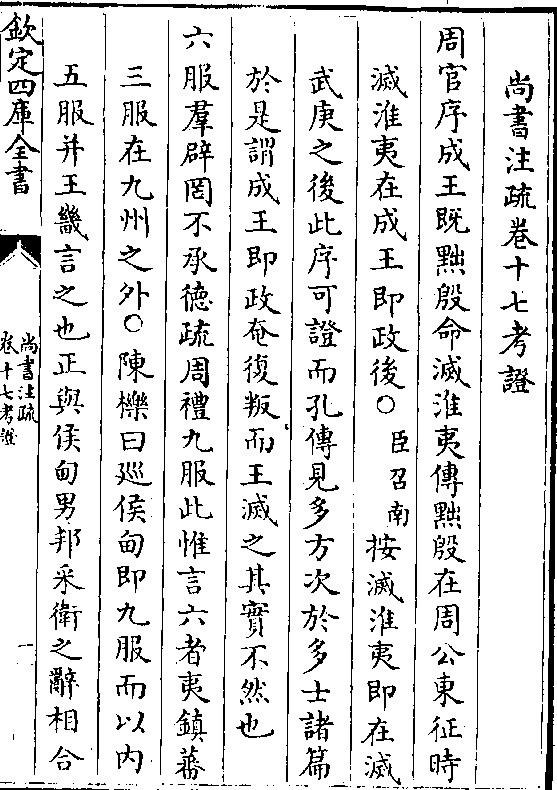 尚書注疏卷十七考證
周官序成王既黜殷命滅淮夷傳黜殷在周公東征時
滅淮夷在成王即政後○臣召南按滅淮夷即在滅
武庚之後此序可證而孔傳見多方次於多士諸篇
於是謂成王即政奄復叛而王滅之其實不然也
六服羣辟罔不承德疏周禮九服此惟言六者夷鎮蕃
三服在九州之外○陳櫟曰廵侯甸即九服而以內
五服并王畿言之也正與侯甸男邦采衛之辭相合
欽定四庫全書
尚書注疏
卷十七考證
一